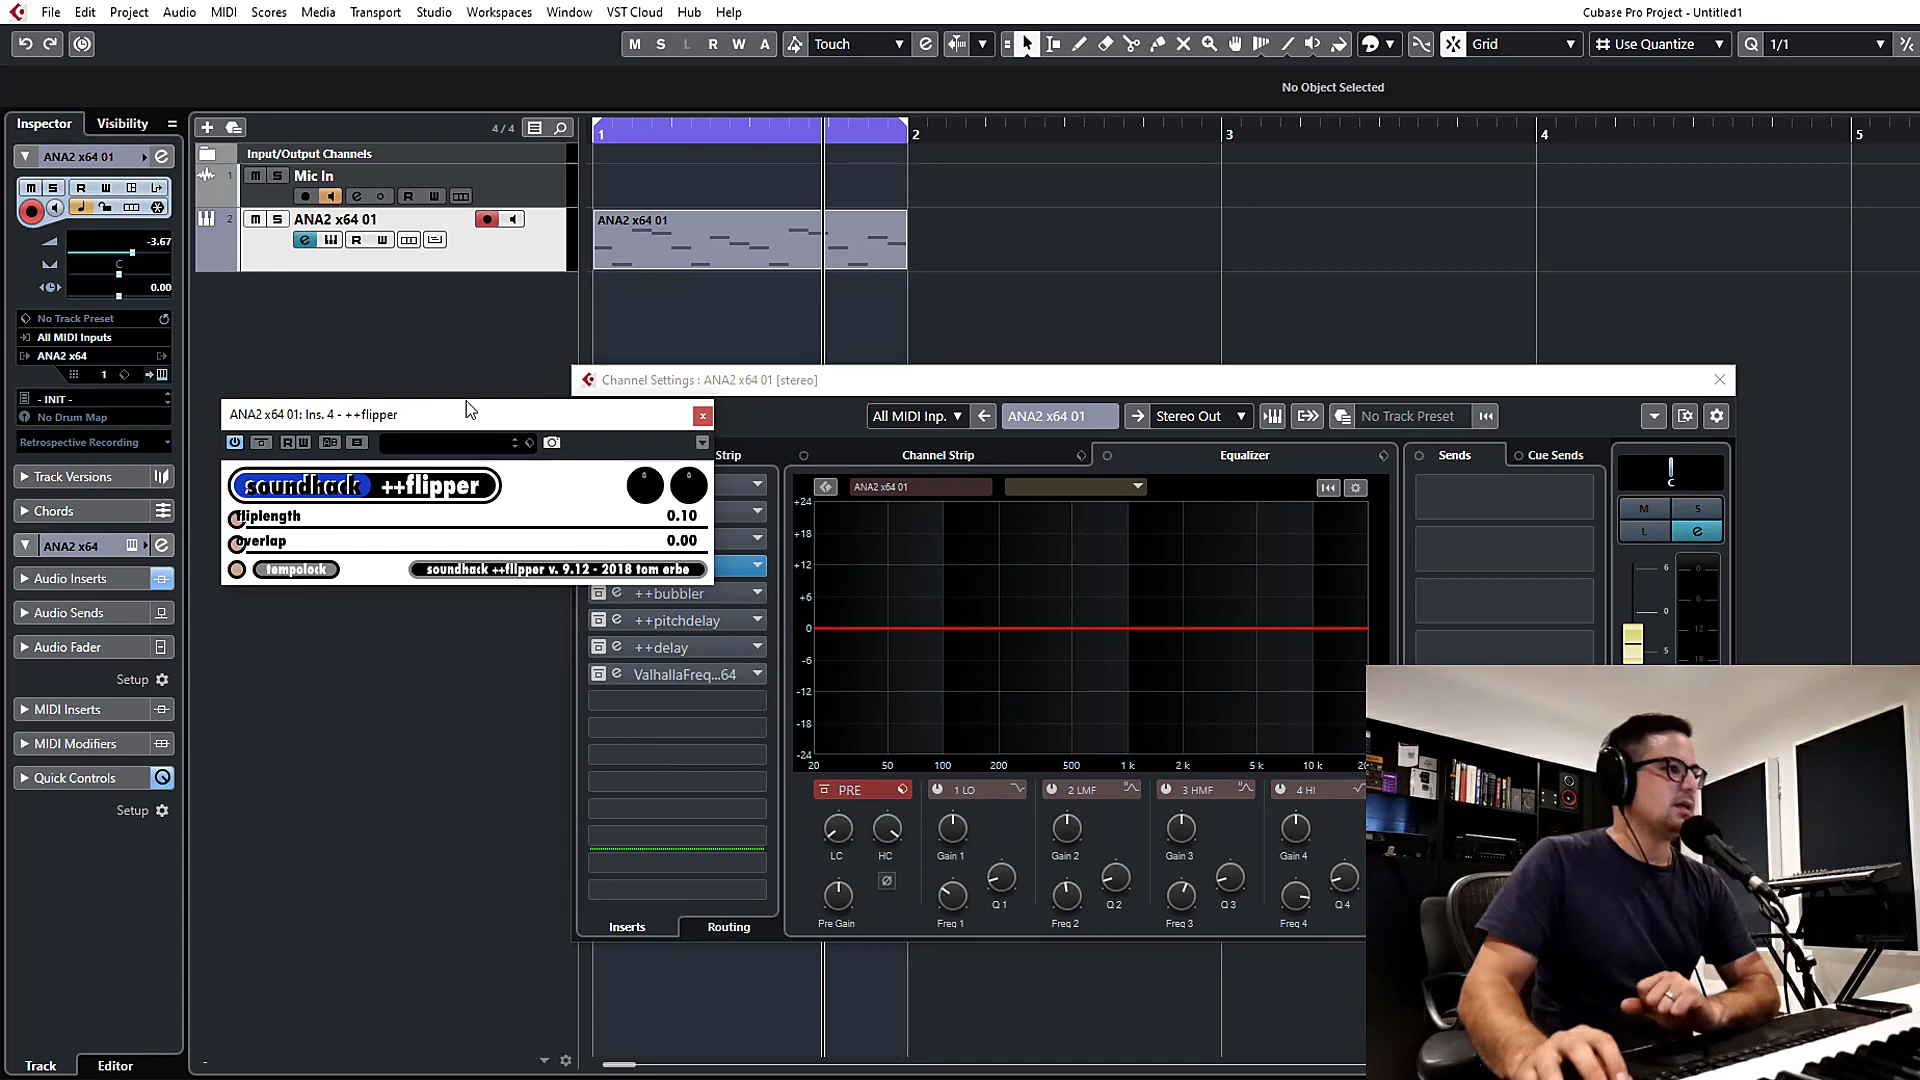 File Edit Project Audio MIDI Scores Media Transport Studio Workspaces Window VST Cloud Hub Help
Cubase Pro Project - Untitled1
M S L R W A Touch Grid Use Quantize Q 1/1
No Object Selected
Inspector Visibility
4 / 4
1 2 3 4 5
ANA2 x64 01
Input/Output Channels
1 Mic In
M S
R W
-3.67
C
0.00
2 ANA2 x64 01
M S
R W
ANA2 x64 01
No Track Preset
All MIDI Inputs
ANA2 x64
1
- INIT -
No Drum Map
Retrospective Recording
Track Versions
Chords
ANA2 x64
Audio Inserts
Audio Sends
Audio Fader
Setup
MIDI Inserts
MIDI Modifiers
Quick Controls
Setup
Track Editor
Channel Settings : ANA2 x64 01 [stereo]
ANA2 x64 01: Ins. 4 - ++flipper
soundhack ++flipper
fliplength 0.10
overlap 0.00
tempolock soundhack ++flipper v. 9.12 - 2018 tom erbe
All MIDI Inp. ANA2 x64 01 Stereo Out No Track Preset
Strip Channel Strip Equalizer Sends Cue Sends
ANA2 x64 01
++bubbler
++pitchdelay
++delay
ValhallaFreq...64
+24
+18
+12
+6
0
-6
-12
-18
-24
20 50 100 200 500 1 k 2 k 5 k 10 k
PRE 1 LO 2 LMF 3 HMF 4 HI
LC HC Gain 1 Gain 2 Gain 3 Gain 4
Q 1 Q 2 Q 3 Q 4
Pre Gain Freq 1 Freq 2 Freq 3 Freq 4
Inserts Routing
C
M S
L e
6
0
5
0
6
12
18